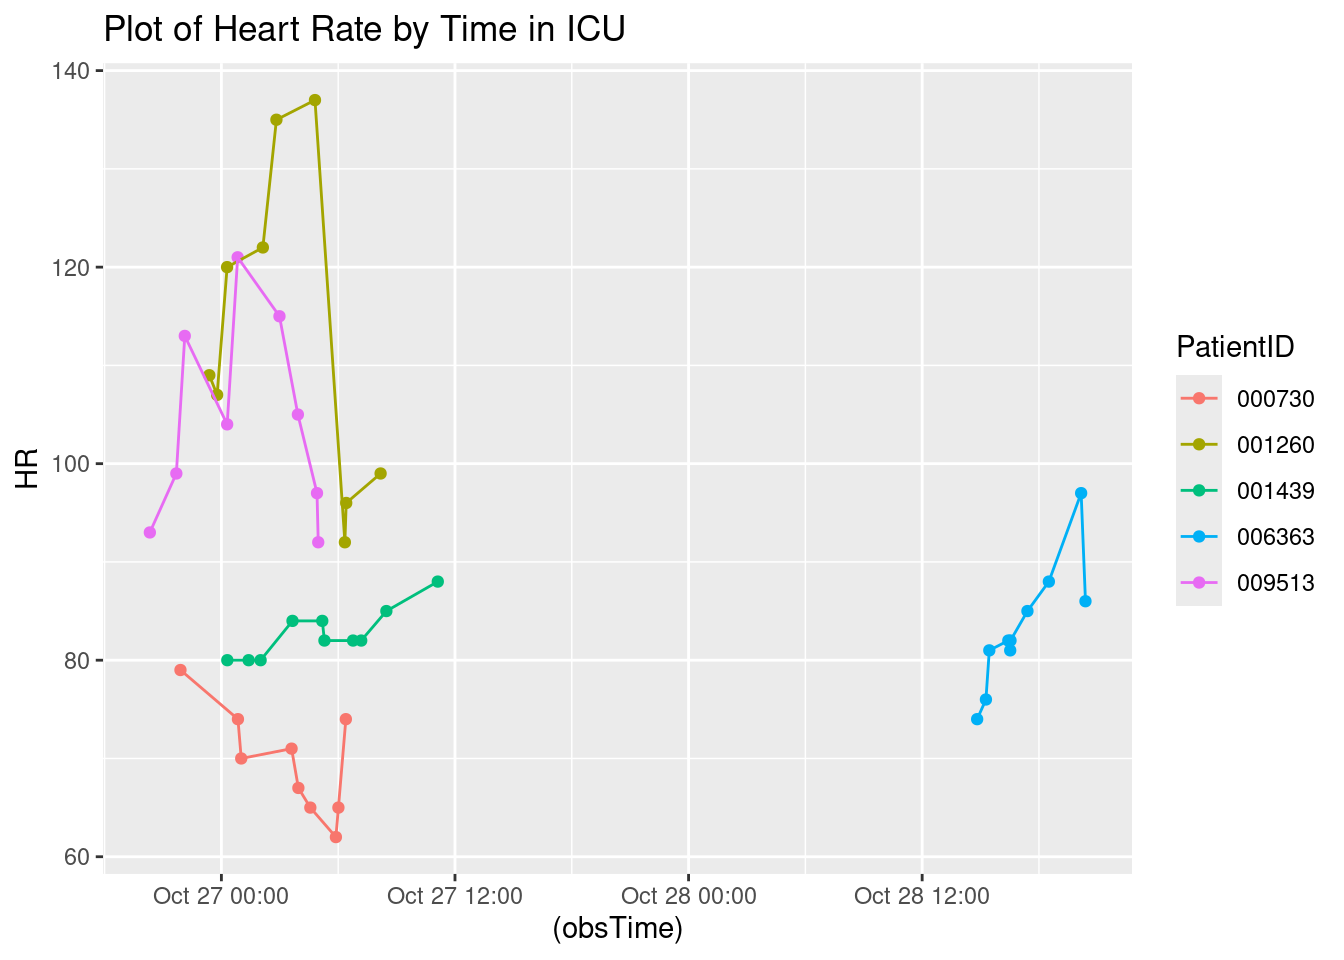 Plot of Heart Rate by Time in ICU
140
120
100
80
60
HR
Oct 27 00:00
Oct 27 12:00
Oct 28 00:00
Oct 28 12:00
(obsTime)
PatientID
000730
001260
001439
006363
009513